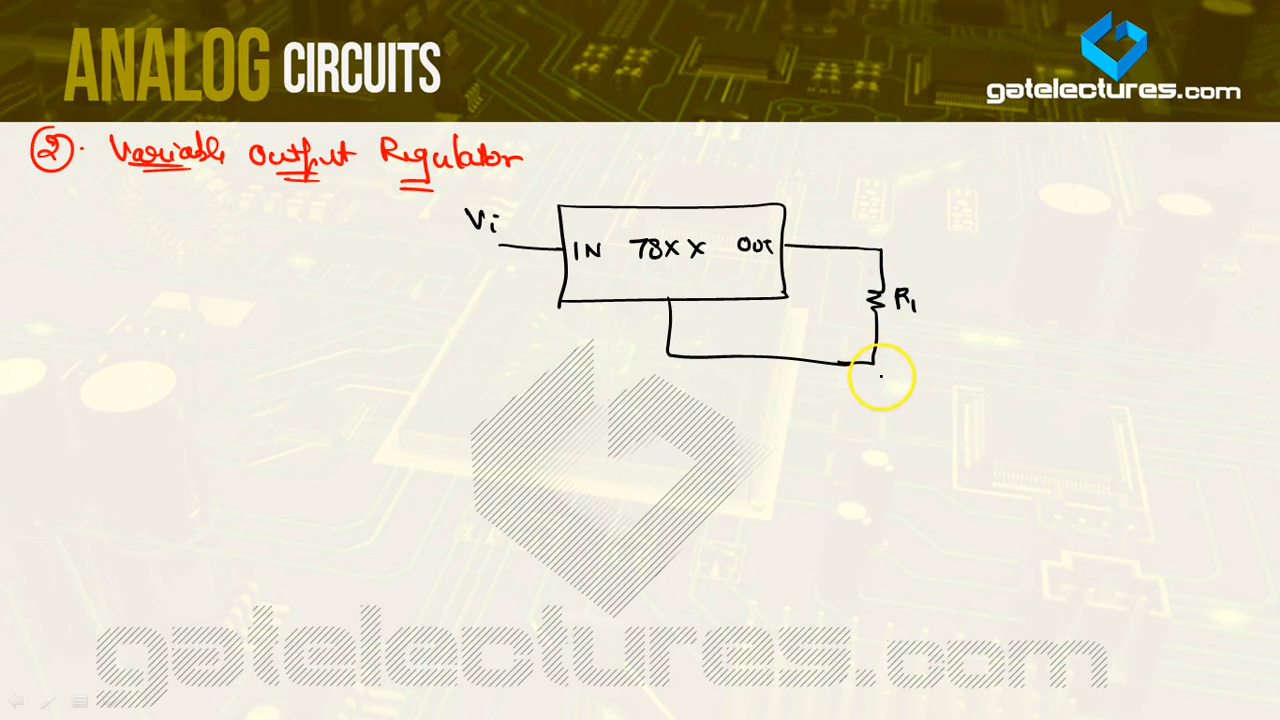 ANALOG CIRCUITS
gatelectures.com
②. Variable Output Regulator
Vi
IN 78XX OUT
R1
gatelectures.com